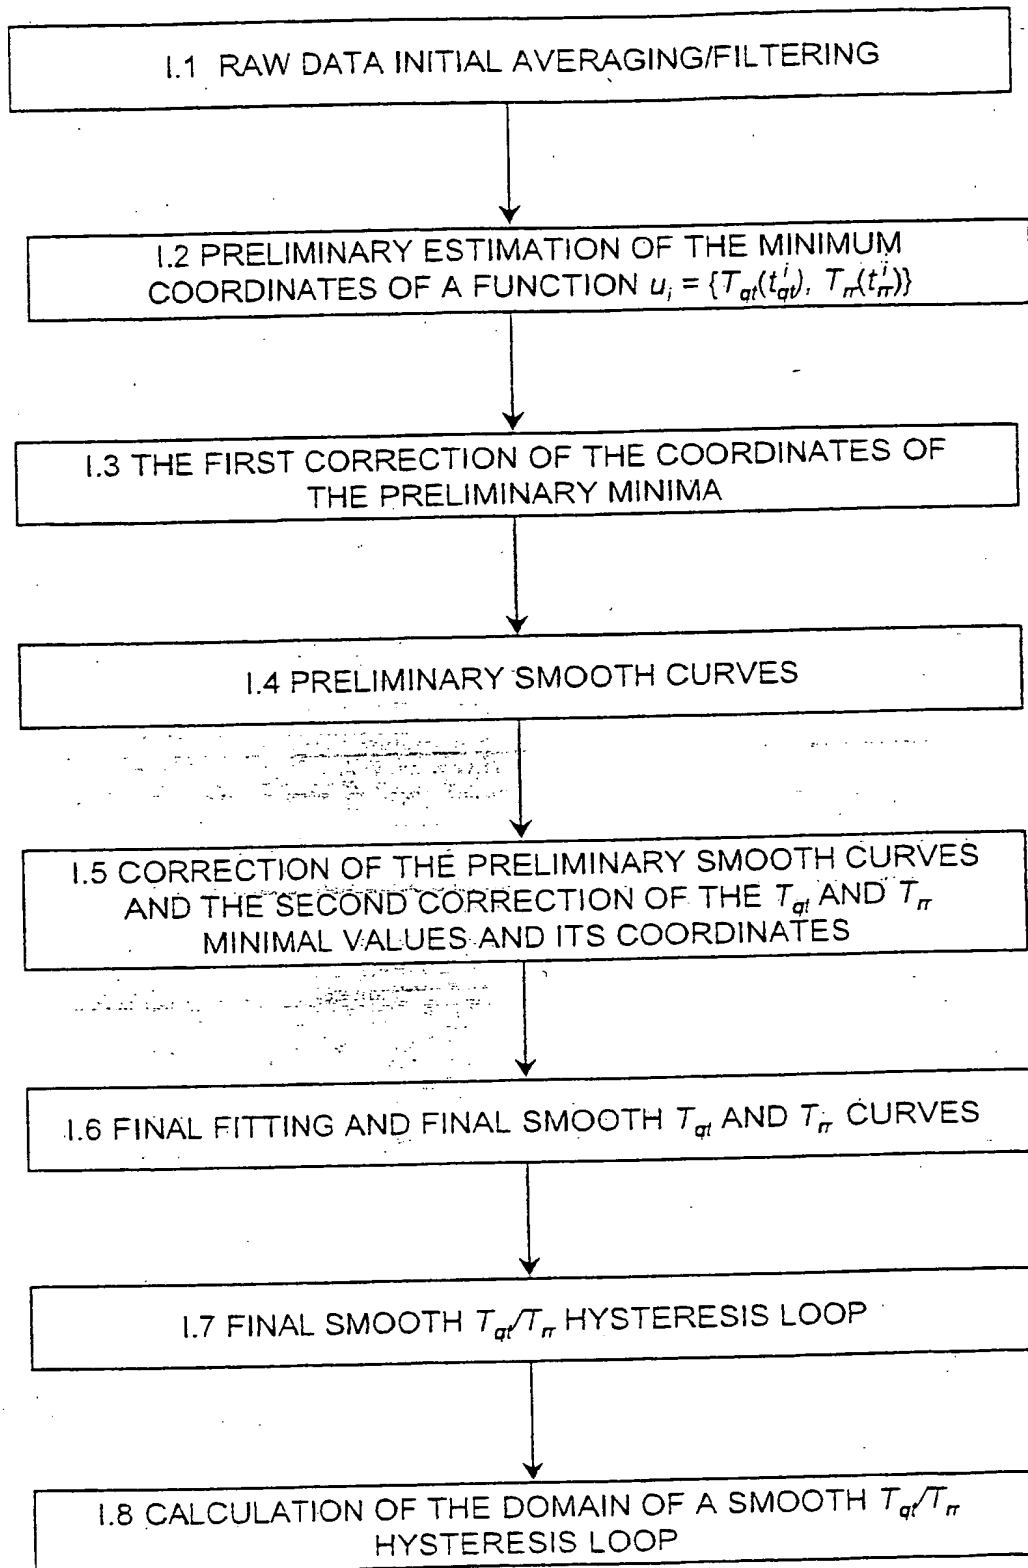 I.1 RAW DATA INITIAL AVERAGING/FILTERING
I.2 PRELIMINARY ESTIMATION OF THE MINIMUM
COORDINATES OF A FUNCTION u_i = {T_qt(t^i_qt), T_rr(t^i_rr)}
I.3 THE FIRST CORRECTION OF THE COORDINATES OF
THE PRELIMINARY MINIMA
I.4 PRELIMINARY SMOOTH CURVES
I.5 CORRECTION OF THE PRELIMINARY SMOOTH CURVES
AND THE SECOND CORRECTION OF THE T_qt AND T_rr
MINIMAL VALUES AND ITS COORDINATES
I.6 FINAL FITTING AND FINAL SMOOTH T_qt AND T_rr CURVES
I.7 FINAL SMOOTH T_qt/T_rr HYSTERESIS LOOP
I.8 CALCULATION OF THE DOMAIN OF A SMOOTH T_qt/T_rr
HYSTERESIS LOOP